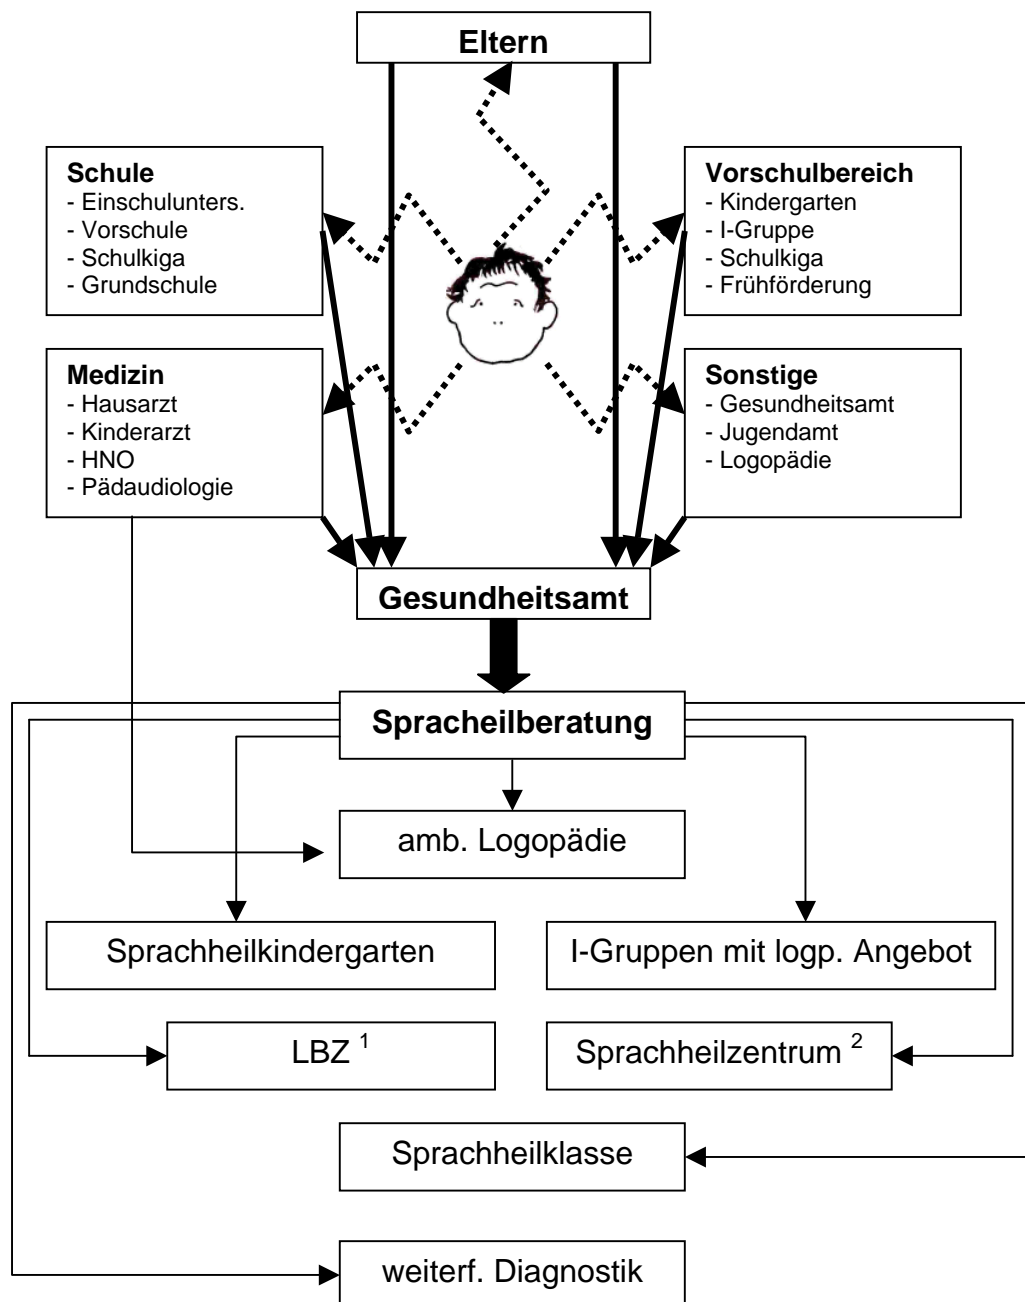 Eltern
Schule
- Einschulunters.
- Vorschule
- Schulkiga
- Grundschule
Vorschulbereich
- Kindergarten
- I-Gruppe
- Schulkiga
- Frühförderung
Medizin
- Hausarzt
- Kinderarzt
- HNO
- Pädaudiologie
Sonstige
- Gesundheitsamt
- Jugendamt
- Logopädie
Gesundheitsamt
Spracheilberatung
amb. Logopädie
Sprachheilkindergarten
I-Gruppen mit logp. Angebot
LBZ ¹
Sprachheilzentrum ²
Sprachheilklasse
weiterf. Diagnostik